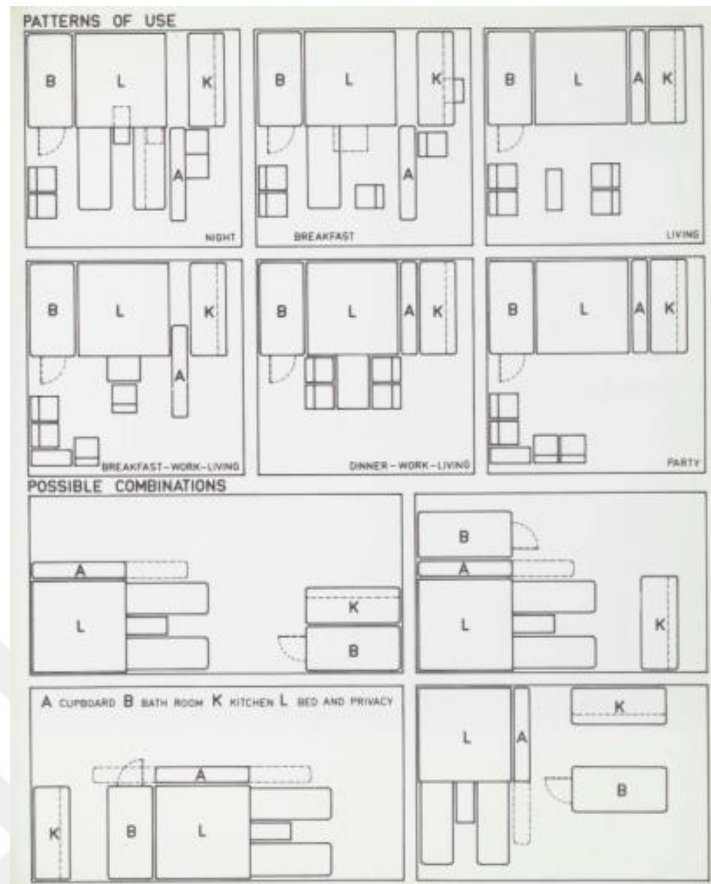 PATTERNS OF USE
B L K
A
NIGHT
B L K
A
BREAKFAST
B L A K
LIVING
B L K
A
BREAKFAST-WORK-LIVING
B L A K
DINNER-WORK-LIVING
B L A K
PARTY
POSSIBLE COMBINATIONS
A
L
K
B
B
A
L
K
A CUPBOARD B BATH ROOM K KITCHEN L BED AND PRIVACY
A
K B L
L A
K
B